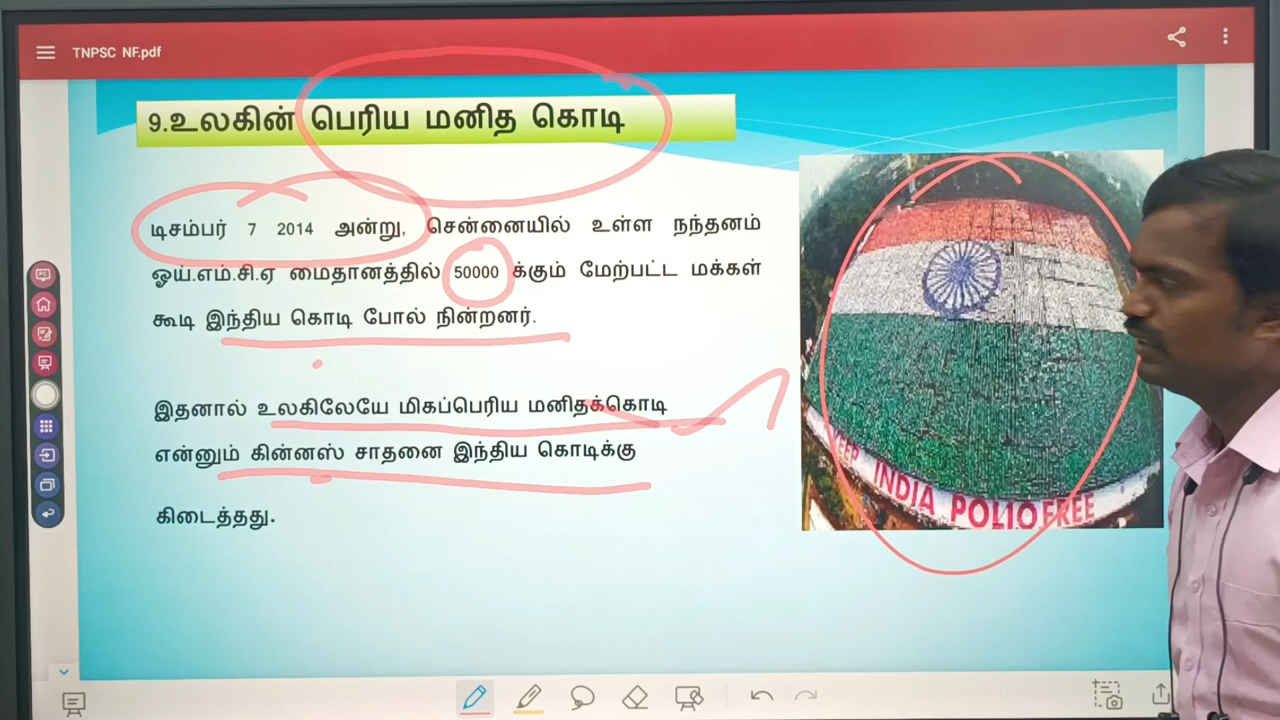 TNPSC NF.pdf
9.உலகின் பெரிய மனித கொடி
டிசம்பர் 7 2014 அன்று, சென்னையில் உள்ள நந்தனம்
ஒய்.எம்.சி.ஏ மைதானத்தில் 50000 க்கும் மேற்பட்ட மக்கள்
கூடி இந்திய கொடி போல் நின்றனர்.
இதனால் உலகிலேயே மிகப்பெரிய மனிதக்கொடி
என்னும் கின்னஸ் சாதனை இந்திய கொடிக்கு
கிடைத்தது.
INDIA POLIO FREE